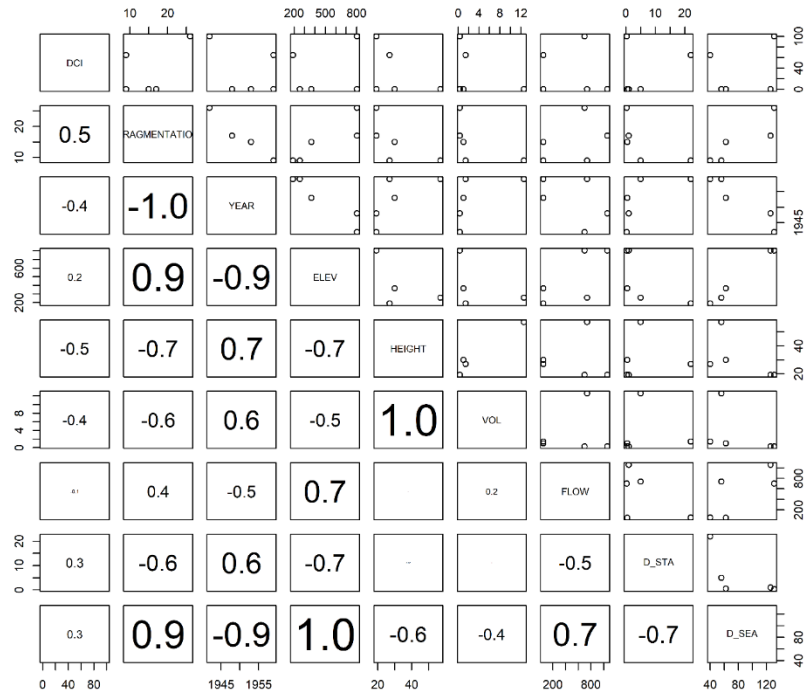 10 20 200 500 800 0 4 8 12 0 10 20
DCI 0 40 100
10 20 0.5 RAGMENTATIO
-0.4 -1.0 YEAR 1945
200 600 0.2 0.9 -0.9 ELEV
-0.5 -0.7 0.7 -0.7 HEIGHT 20 40
0 4 8 -0.4 -0.6 0.6 -0.5 1.0 VOL
0.4 -0.5 0.7 0.2 FLOW 200 800
0 10 20 0.3 -0.6 0.6 -0.7 -0.5 D_STA
0.3 0.9 -0.9 1.0 -0.6 -0.4 0.7 -0.7 D_SEA 40 80
0 40 100 1945 1955 20 40 200 800 40 80 120